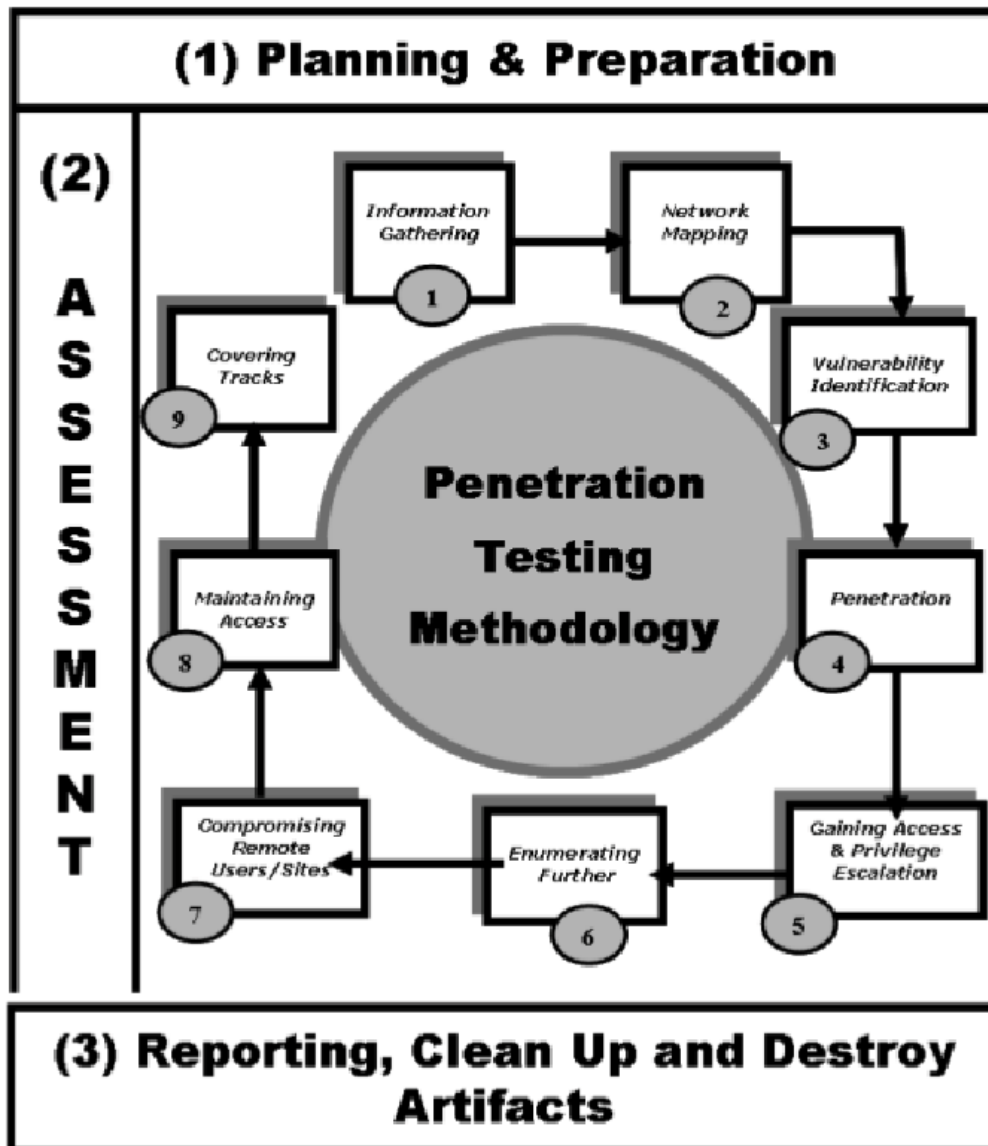 (1) Planning & Preparation
(2)
A
S
S
E
S
S
M
E
N
T
Information
Gathering
1
Network
Mapping
2
Vulnerability
Identification
3
Penetration
4
Gaining Access
& Privilege
Escalation
5
Enumerating
Further
6
Compromising
Remote
Users/Sites
7
Maintaining
Access
8
Covering
Tracks
9
Penetration
Testing
Methodology
(3) Reporting, Clean Up and Destroy
Artifacts